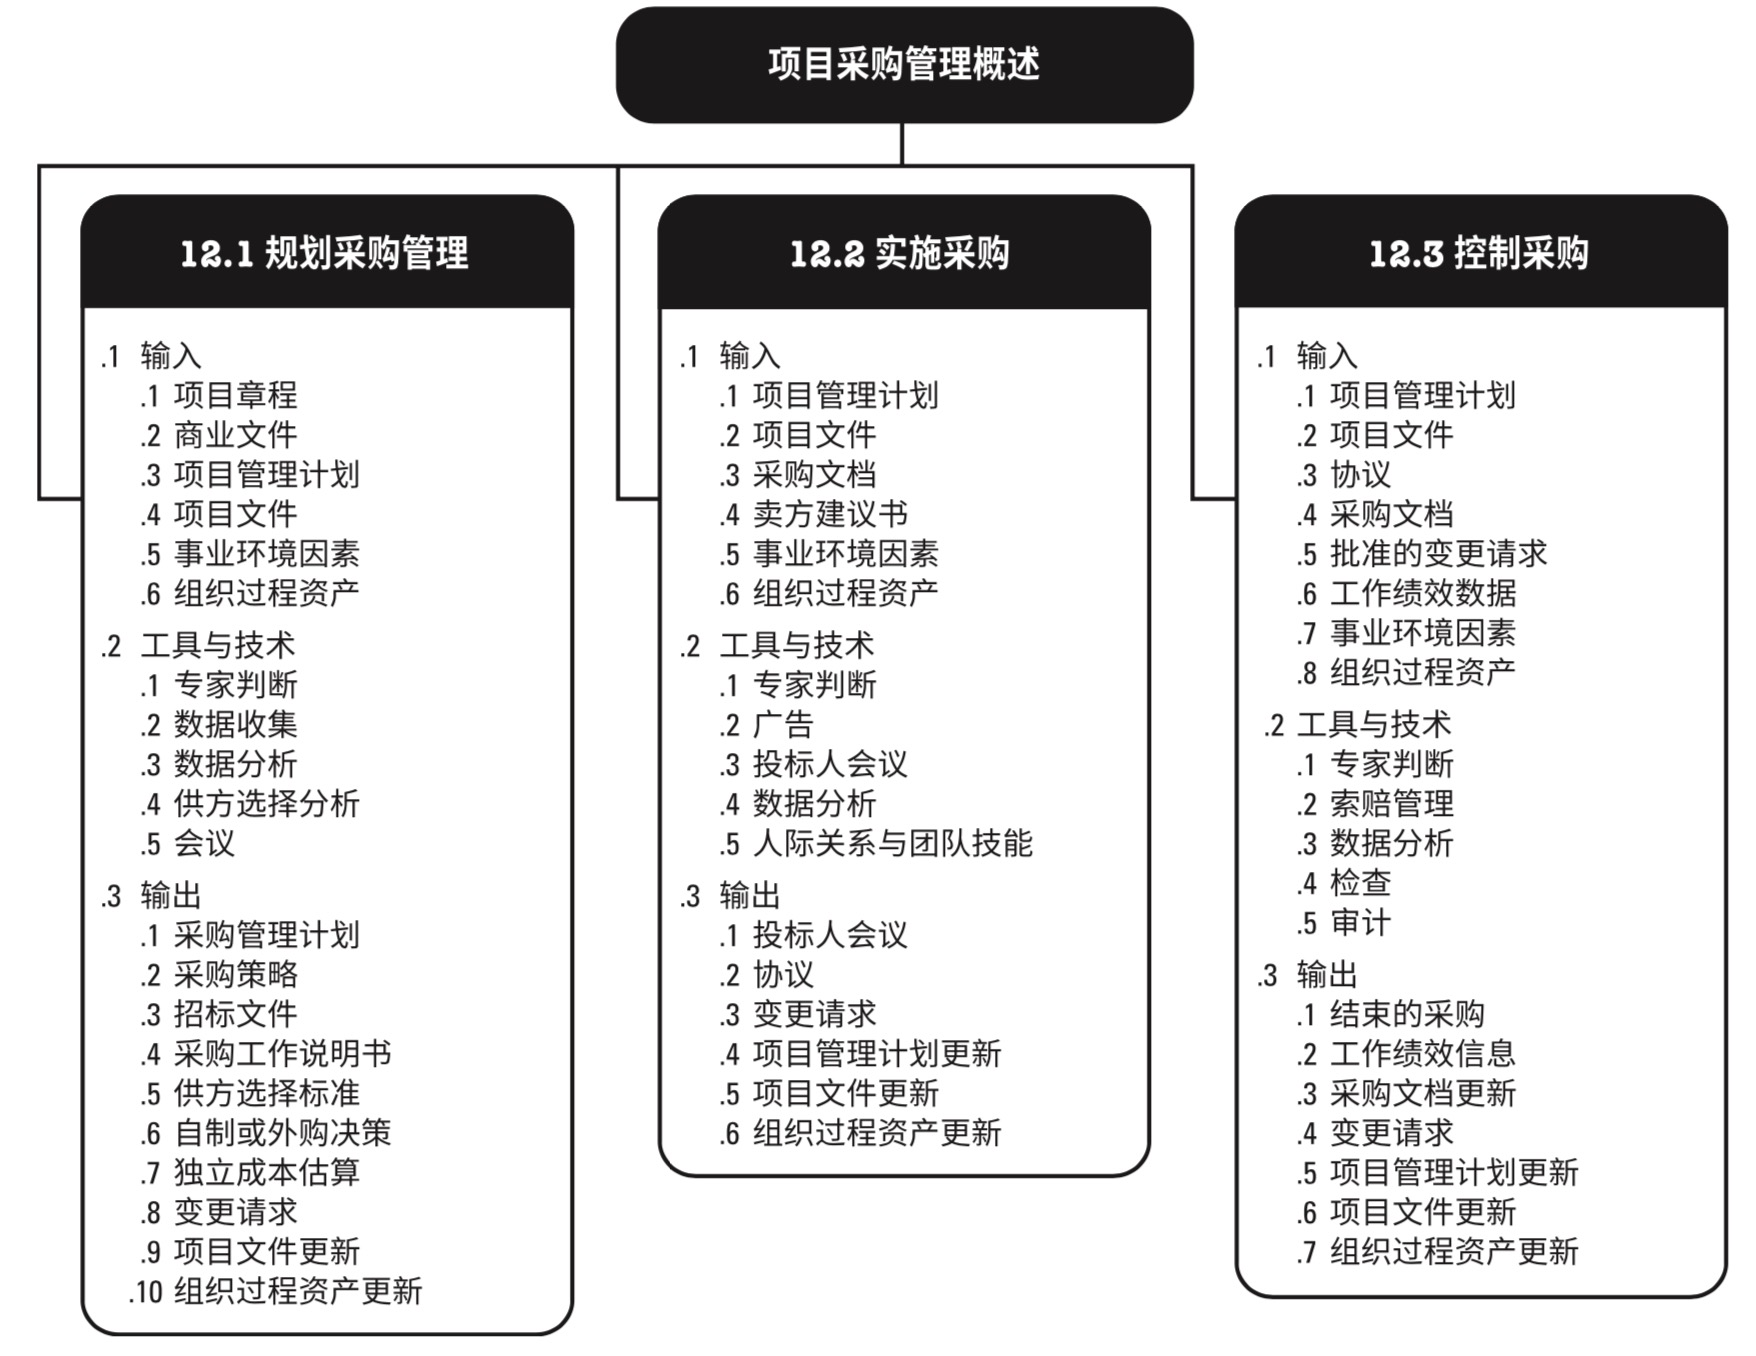 项目采购管理概述
12.1 规划采购管理
.1 输入
.1 项目章程
.2 商业文件
.3 项目管理计划
.4 项目文件
.5 事业环境因素
.6 组织过程资产
.2 工具与技术
.1 专家判断
.2 数据收集
.3 数据分析
.4 供方选择分析
.5 会议
.3 输出
.1 采购管理计划
.2 采购策略
.3 招标文件
.4 采购工作说明书
.5 供方选择标准
.6 自制或外购决策
.7 独立成本估算
.8 变更请求
.9 项目文件更新
.10 组织过程资产更新
12.2 实施采购
.1 输入
.1 项目管理计划
.2 项目文件
.3 采购文档
.4 卖方建议书
.5 事业环境因素
.6 组织过程资产
.2 工具与技术
.1 专家判断
.2 广告
.3 投标人会议
.4 数据分析
.5 人际关系与团队技能
.3 输出
.1 投标人会议
.2 协议
.3 变更请求
.4 项目管理计划更新
.5 项目文件更新
.6 组织过程资产更新
12.3 控制采购
.1 输入
.1 项目管理计划
.2 项目文件
.3 协议
.4 采购文档
.5 批准的变更请求
.6 工作绩效数据
.7 事业环境因素
.8 组织过程资产
.2 工具与技术
.1 专家判断
.2 索赔管理
.3 数据分析
.4 检查
.5 审计
.3 输出
.1 结束的采购
.2 工作绩效信息
.3 采购文档更新
.4 变更请求
.5 项目管理计划更新
.6 项目文件更新
.7 组织过程资产更新